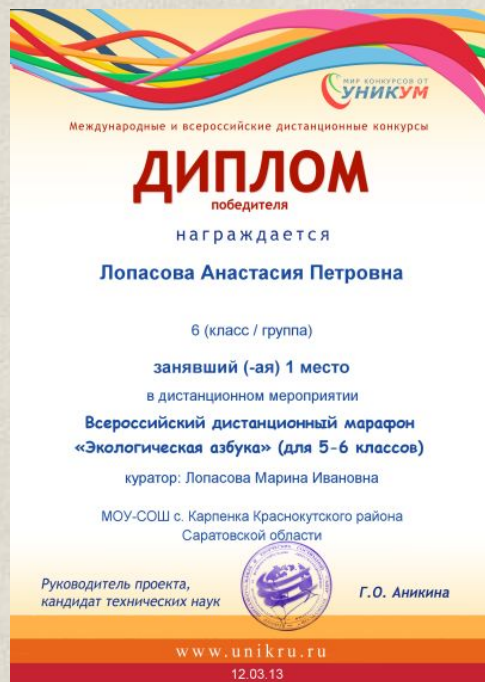 МИР КОНКУРСОВ ОТ
УНИКУМ
Международные и всероссийские дистанционные конкурсы
ДИПЛОМ
победителя
награждается
Лопасова Анастасия Петровна
6 (класс / группа)
занявший (-ая) 1 место
в дистанционном мероприятии
Всероссийский дистанционный марафон
«Экологическая азбука» (для 5-6 классов)
куратор: Лопасова Марина Ивановна
МОУ-СОШ с. Карпенка Краснокутского района
Саратовской области
Руководитель проекта,
кандидат технических наук
Г.О. Аникина
www.unikru.ru
12.03.13